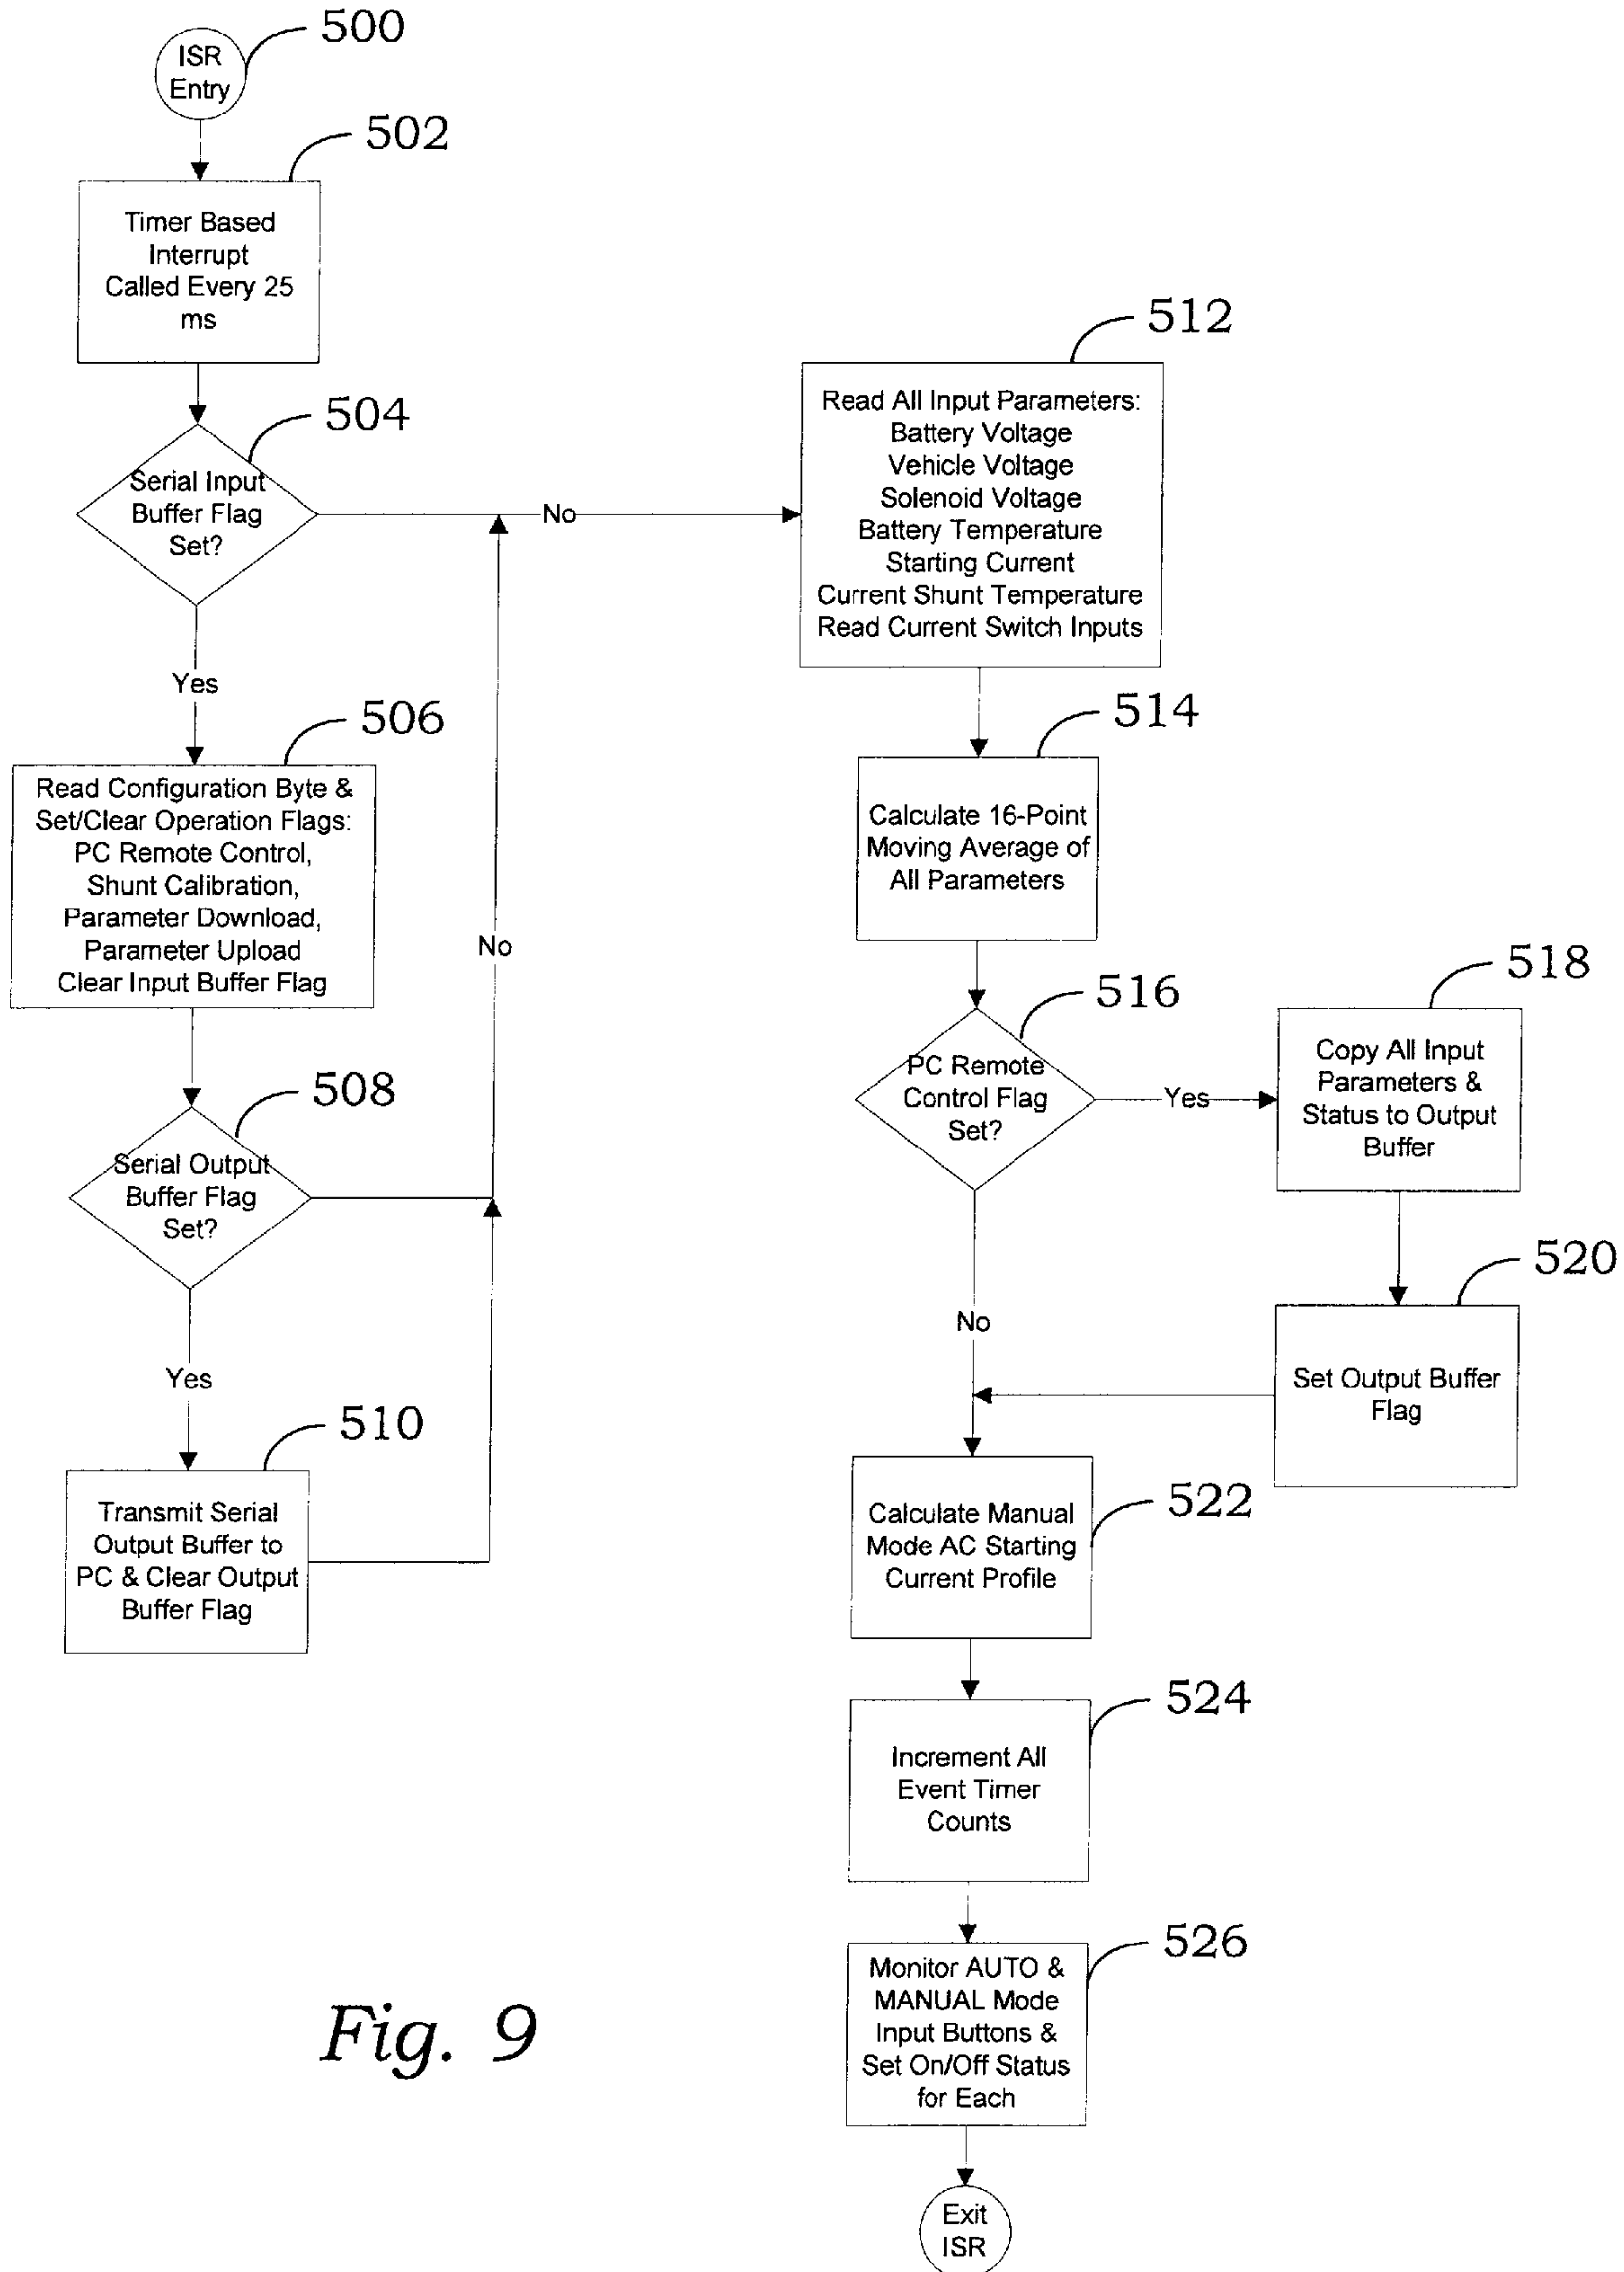 500
ISR
Entry
502
Timer Based
Interrupt
Called Every 25
ms
504
Serial Input
Buffer Flag
Set?
No
Yes
506
Read Configuration Byte &
Set/Clear Operation Flags:
PC Remote Control,
Shunt Calibration,
Parameter Download,
Parameter Upload
Clear Input Buffer Flag
No
508
Serial Output
Buffer Flag
Set?
Yes
510
Transmit Serial
Output Buffer to
PC & Clear Output
Buffer Flag
512
Read All Input Parameters:
Battery Voltage
Vehicle Voltage
Solenoid Voltage
Battery Temperature
Starting Current
Current Shunt Temperature
Read Current Switch Inputs
514
Calculate 16-Point
Moving Average of
All Parameters
516
PC Remote
Control Flag
Set?
Yes
518
Copy All Input
Parameters &
Status to Output
Buffer
520
Set Output Buffer
Flag
No
522
Calculate Manual
Mode AC Starting
Current Profile
524
Increment All
Event Timer
Counts
526
Monitor AUTO &
MANUAL Mode
Input Buttons &
Set On/Off Status
for Each
Exit
ISR
Fig. 9